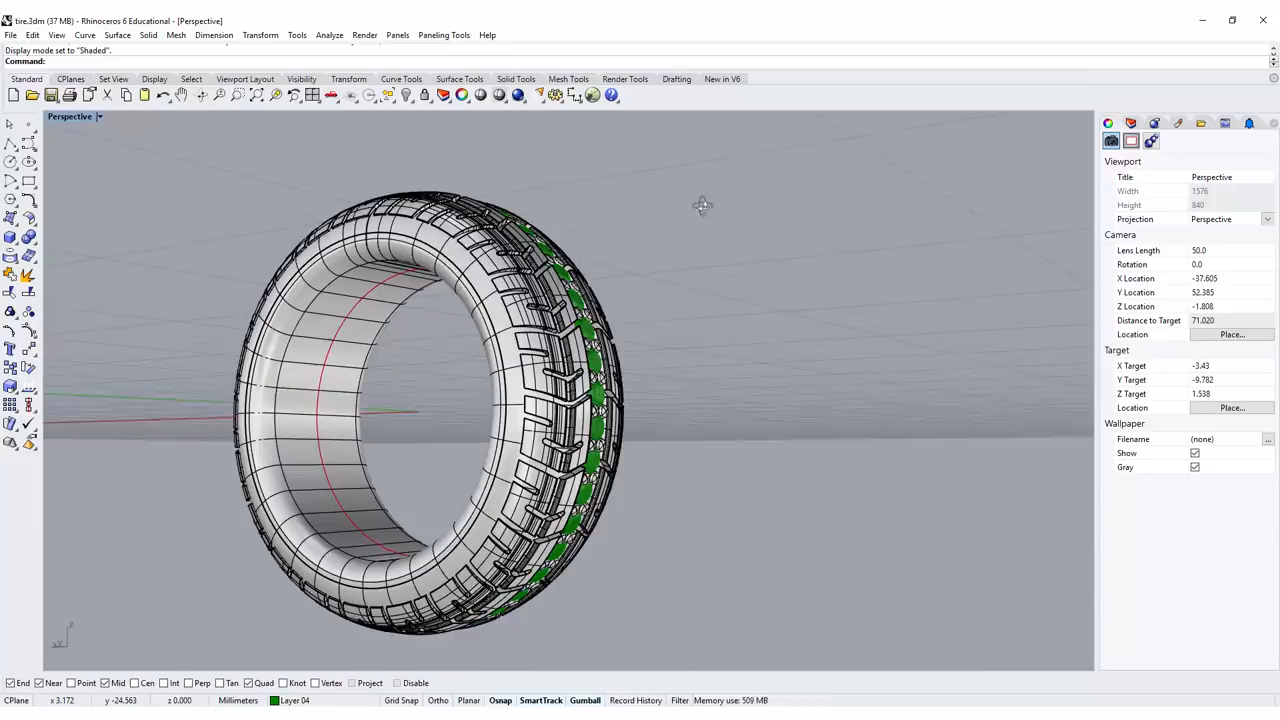 tire.3dm (37 MB) - Rhinoceros 6 Educational - [Perspective]
File Edit View Curve Surface Solid Mesh Dimension Transform Tools Analyze Render Panels Paneling Tools Help
Display mode set to "Shaded".
Command:
Standard CPlanes Set View Display Select Viewport Layout Visibility Transform Curve Tools Surface Tools Solid Tools Mesh Tools Render Tools Drafting New in V6
Perspective
Viewport
Title Perspective
Width 1576
Height 840
Projection Perspective
Camera
Lens Length 50.0
Rotation 0.0
X Location -37.605
Y Location 52.385
Z Location -1.808
Distance to Target 71.020
Location Place...
Target
X Target -3.43
Y Target -9.782
Z Target 1.538
Location Place...
Wallpaper
Filename (none) ...
Show
Gray
z
End Near Point Mid Cen Int Perp Tan Quad Knot Vertex Project Disable
CPlane x 3.172 y -24.563 z 0.000 Millimeters Layer 04 Grid Snap Ortho Planar Osnap SmartTrack Gumball Record History Filter Memory use: 509 MB